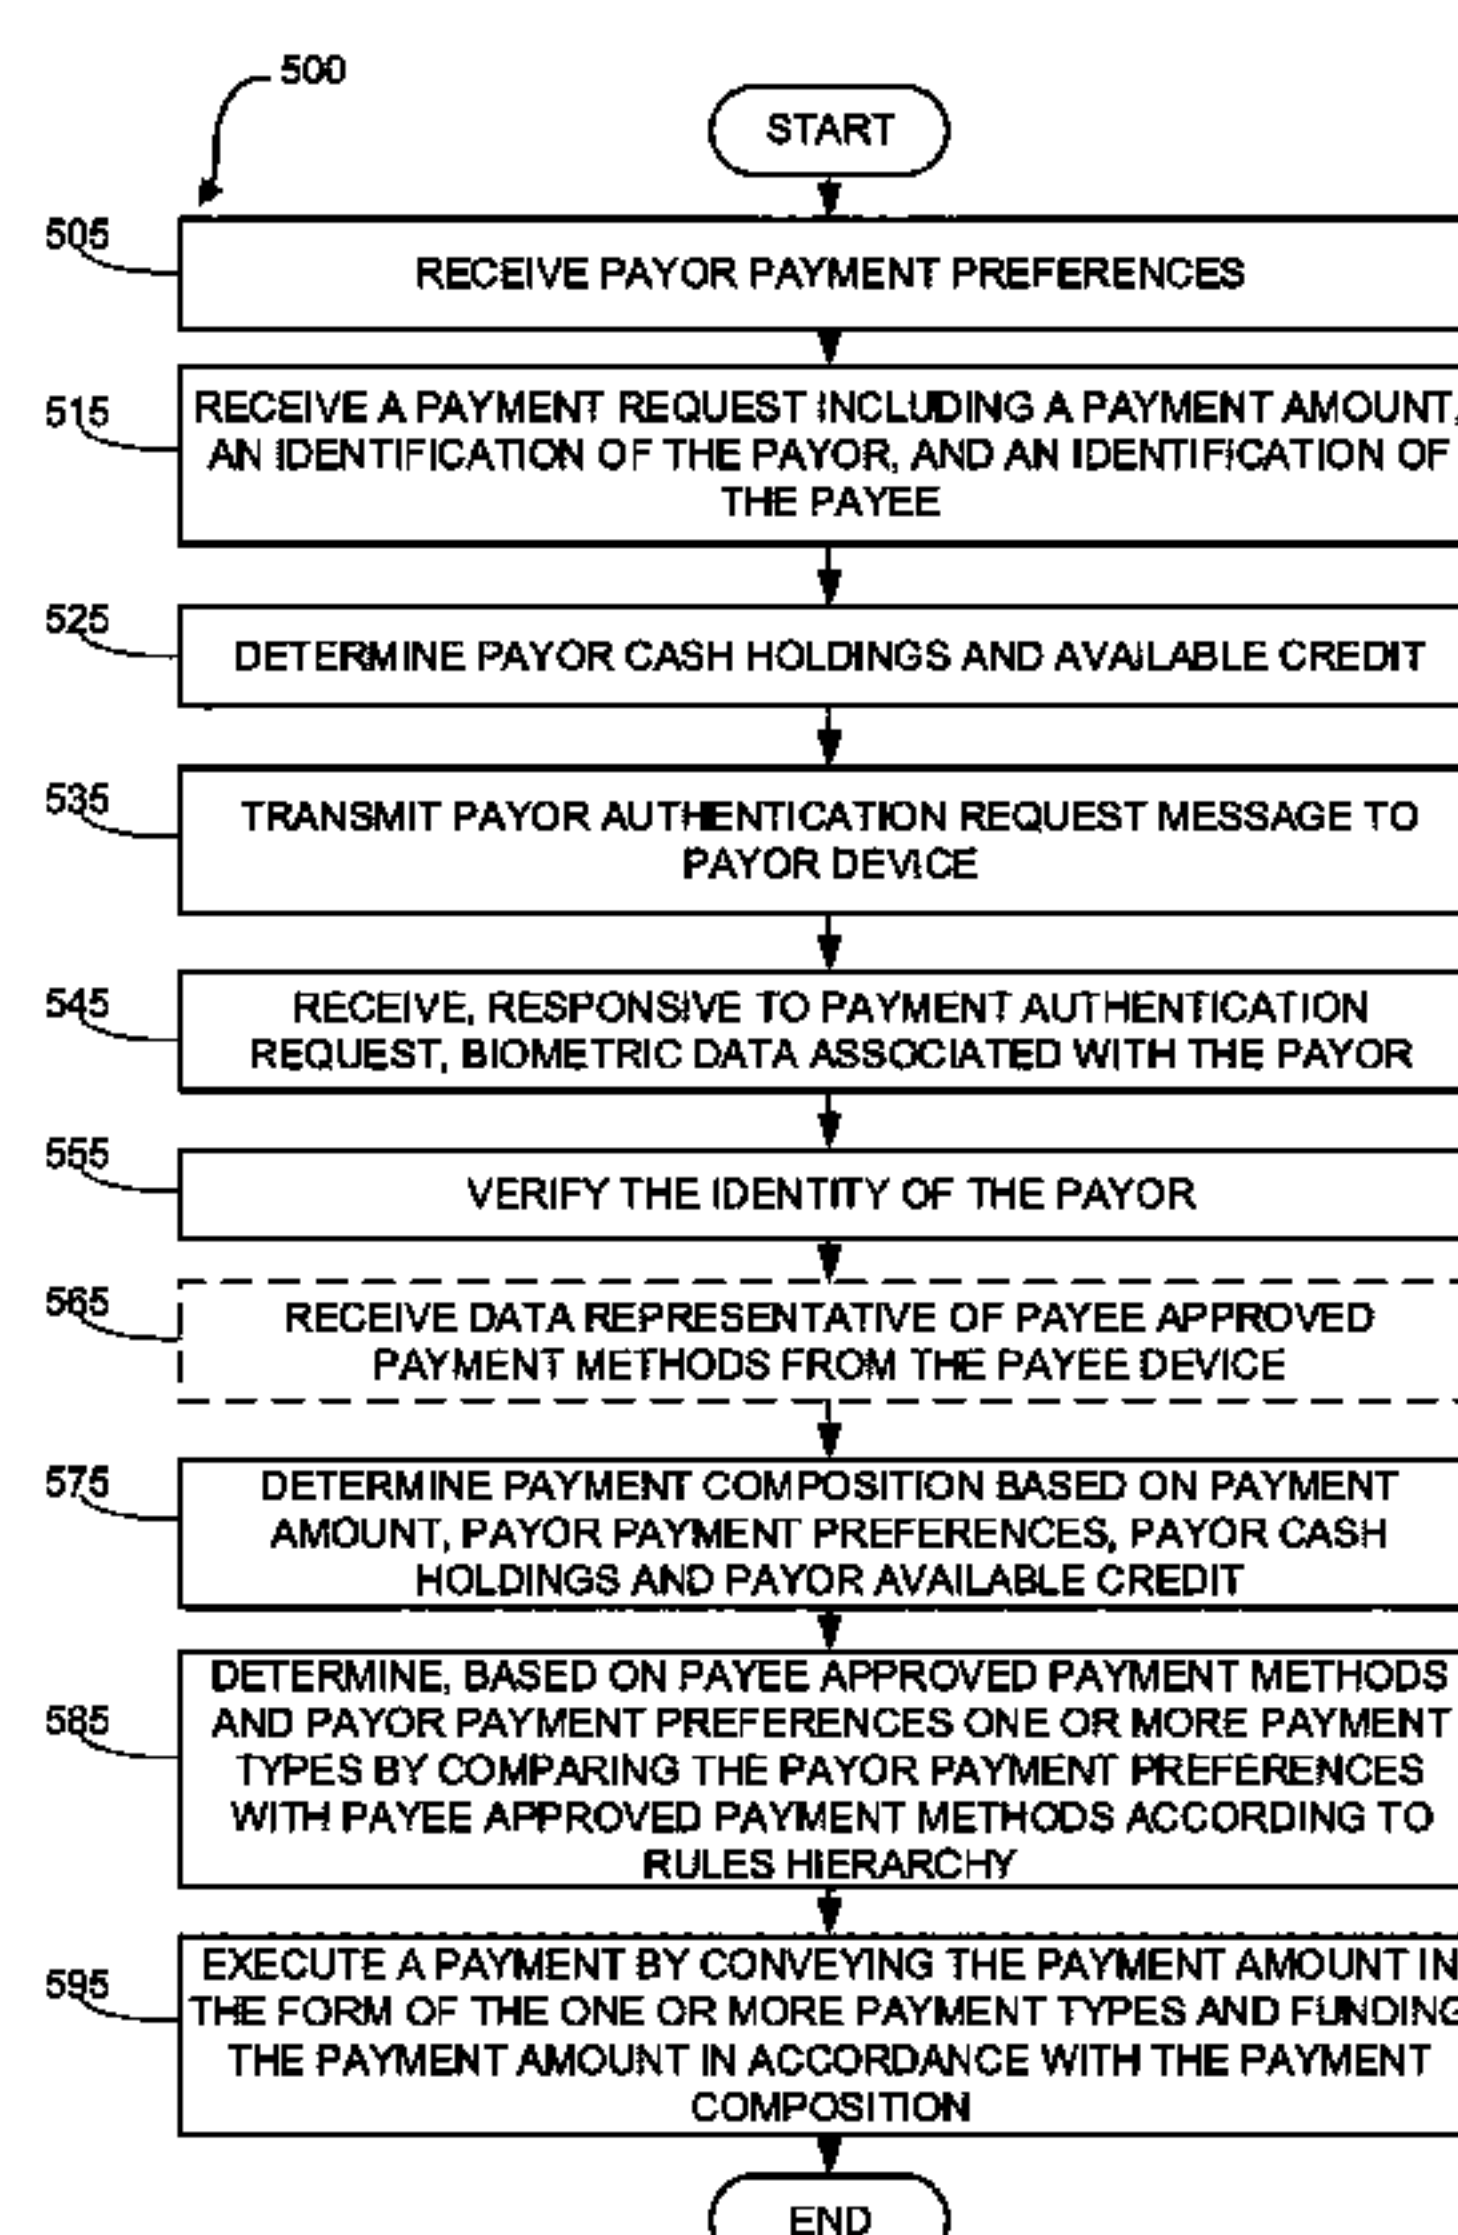 500
START
505
RECEIVE PAYOR PAYMENT PREFERENCES
515
RECEIVE A PAYMENT REQUEST INCLUDING A PAYMENT AMOUNT,
AN IDENTIFICATION OF THE PAYOR, AND AN IDENTIFICATION OF
THE PAYEE
525
DETERMINE PAYOR CASH HOLDINGS AND AVAILABLE CREDIT
535
TRANSMIT PAYOR AUTHENTICATION REQUEST MESSAGE TO
PAYOR DEVICE
545
RECEIVE, RESPONSIVE TO PAYMENT AUTHENTICATION
REQUEST, BIOMETRIC DATA ASSOCIATED WITH THE PAYOR
555
VERIFY THE IDENTITY OF THE PAYOR
565
RECEIVE DATA REPRESENTATIVE OF PAYEE APPROVED
PAYMENT METHODS FROM THE PAYEE DEVICE
575
DETERMINE PAYMENT COMPOSITION BASED ON PAYMENT
AMOUNT, PAYOR PAYMENT PREFERENCES, PAYOR CASH
HOLDINGS AND PAYOR AVAILABLE CREDIT
585
DETERMINE, BASED ON PAYEE APPROVED PAYMENT METHODS
AND PAYOR PAYMENT PREFERENCES ONE OR MORE PAYMENT
TYPES BY COMPARING THE PAYOR PAYMENT PREFERENCES
WITH PAYEE APPROVED PAYMENT METHODS ACCORDING TO
RULES HIERARCHY
595
EXECUTE A PAYMENT BY CONVEYING THE PAYMENT AMOUNT IN
THE FORM OF THE ONE OR MORE PAYMENT TYPES AND FUNDING
THE PAYMENT AMOUNT IN ACCORDANCE WITH THE PAYMENT
COMPOSITION
END